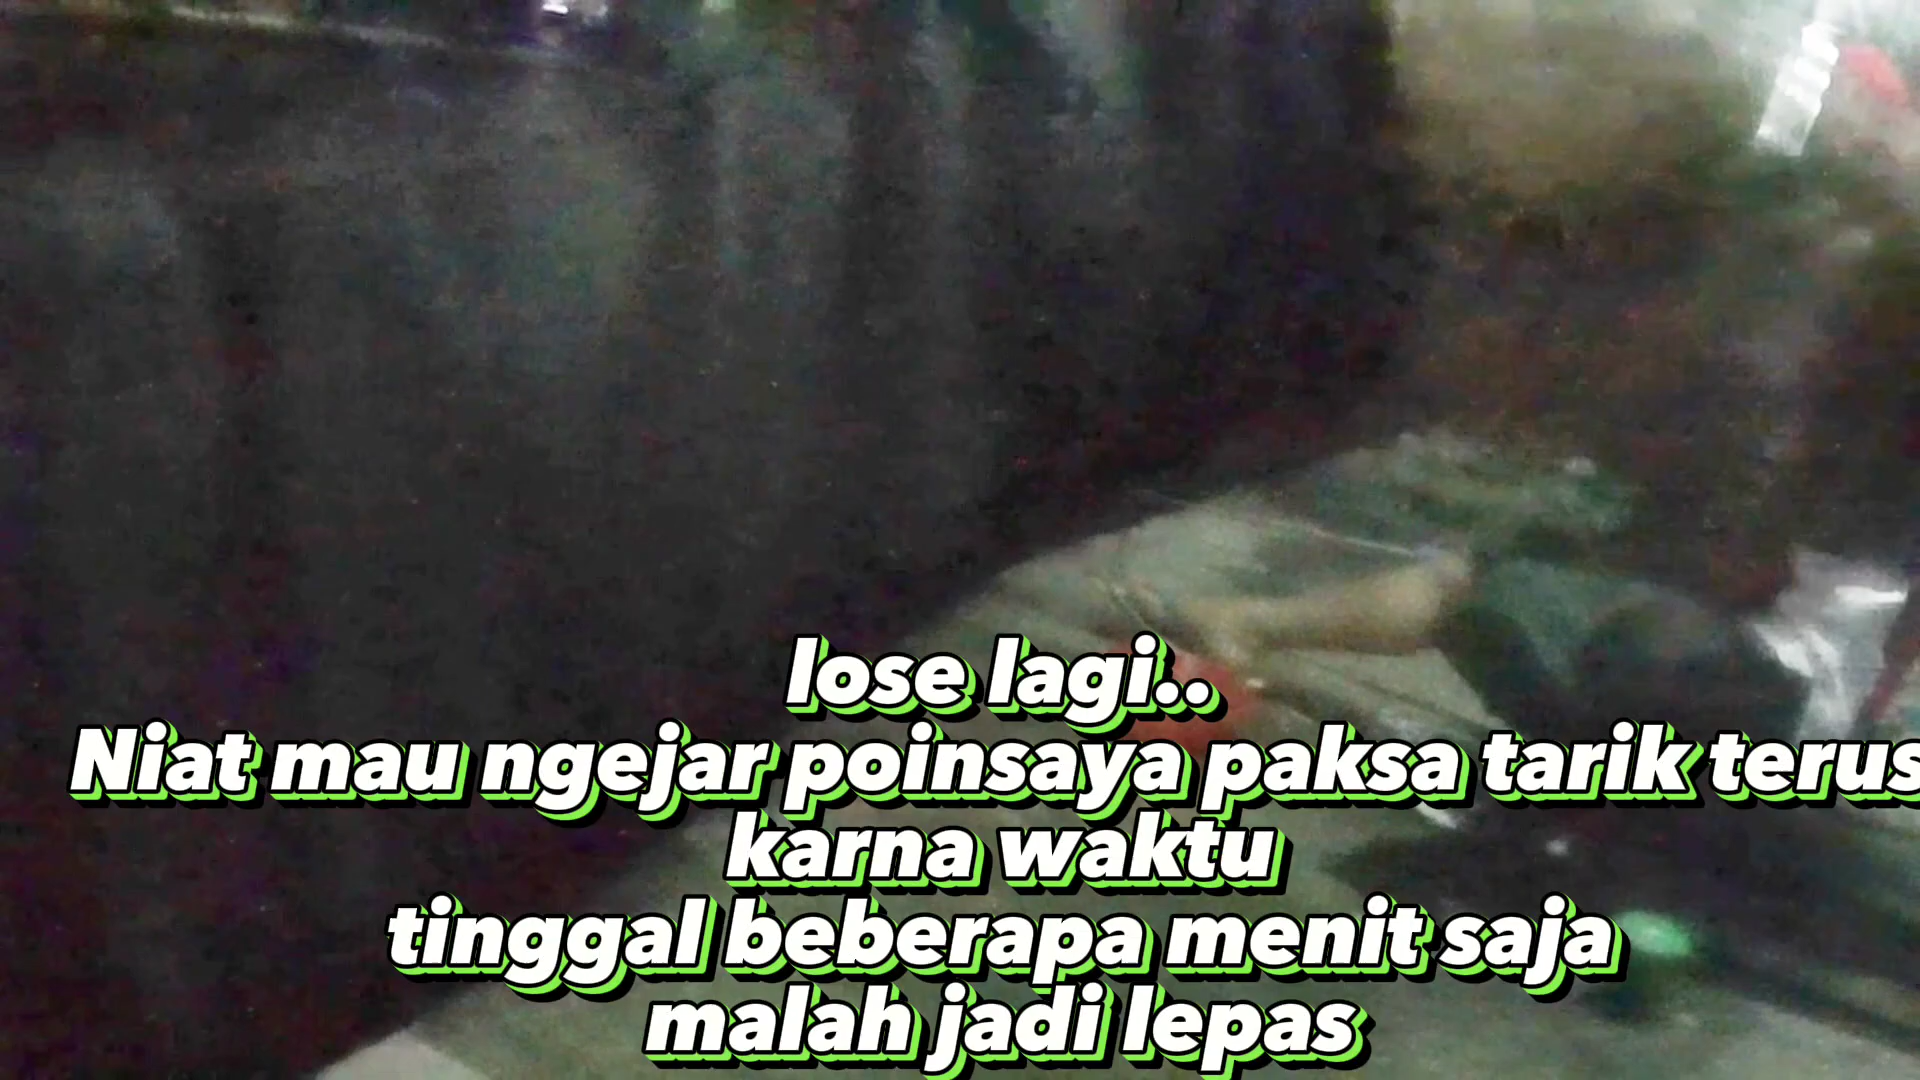 lose lagi..
Niat mau ngejar poinsaya paksa tarik terus
karna waktu
tinggal beberapa menit saja
malah jadi lepas